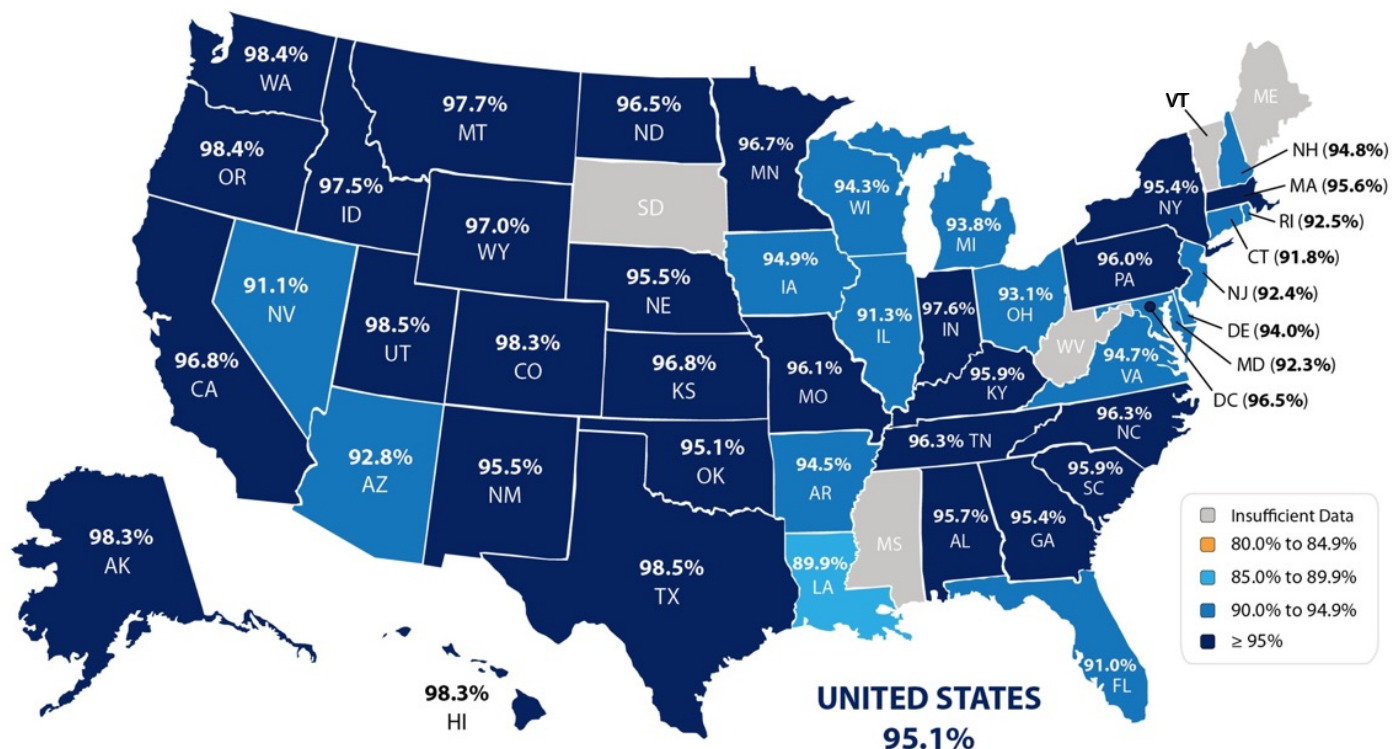 98.4%
WA
98.4%
OR
97.5%
ID
97.7%
MT
96.5%
ND
96.7%
MN
SD
97.0%
WY
91.1%
NV
96.8%
CA
98.5%
UT
98.3%
CO
95.5%
NE
96.8%
KS
94.9%
IA
94.3%
WI
93.8%
MI
91.3%
IL
97.6%
IN
93.1%
OH
96.1%
MO
95.9%
KY
WV
94.7%
VA
96.0%
PA
95.4%
NY
VT
ME
NH (94.8%)
MA (95.6%)
RI (92.5%)
CT (91.8%)
NJ (92.4%)
DE (94.0%)
MD (92.3%)
DC (96.5%)
92.8%
AZ
95.5%
NM
95.1%
OK
94.5%
AR
96.3% TN
96.3%
NC
95.9%
SC
98.5%
TX
89.9%
LA
MS
95.7%
AL
95.4%
GA
91.0%
FL
98.3%
AK
98.3%
HI
Insufficient Data
80.0% to 84.9%
85.0% to 89.9%
90.0% to 94.9%
≥ 95%
UNITED STATES
95.1%